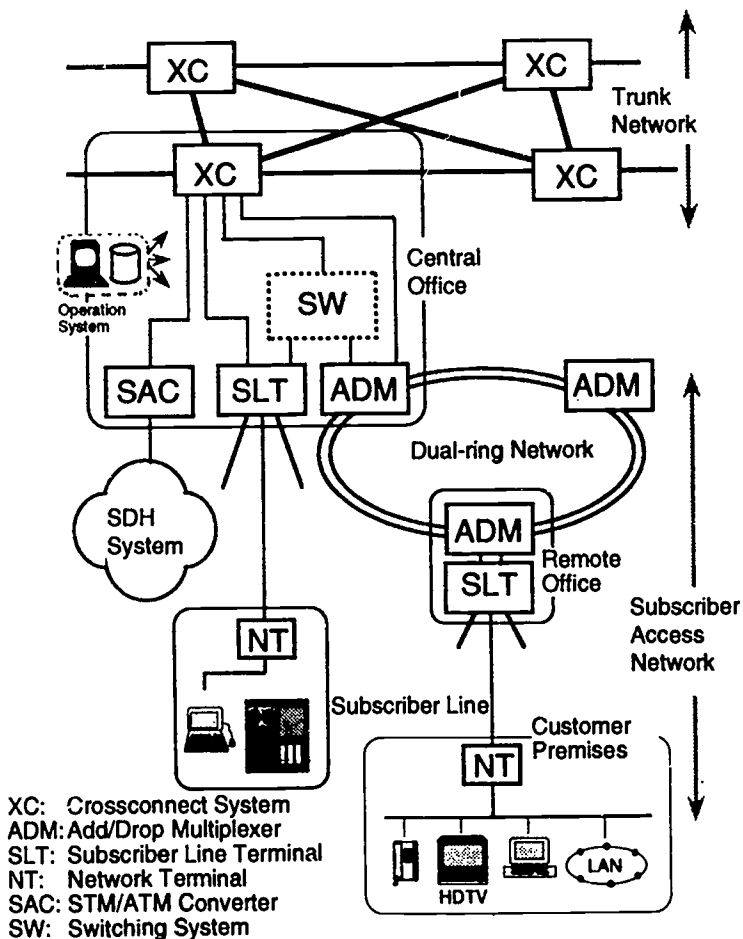 XC
XC
Trunk
Network
XC
XC
Central
Office
Operation
System
SW
SAC
SLT
ADM
ADM
Dual-ring Network
SDH
System
ADM
Remote
Office
SLT
Subscriber
Access
Network
NT
Subscriber Line
Customer
Premises
NT
HDTV
LAN
XC: Crossconnect System
ADM: Add/Drop Multiplexer
SLT: Subscriber Line Terminal
NT: Network Terminal
SAC: STM/ATM Converter
SW: Switching System